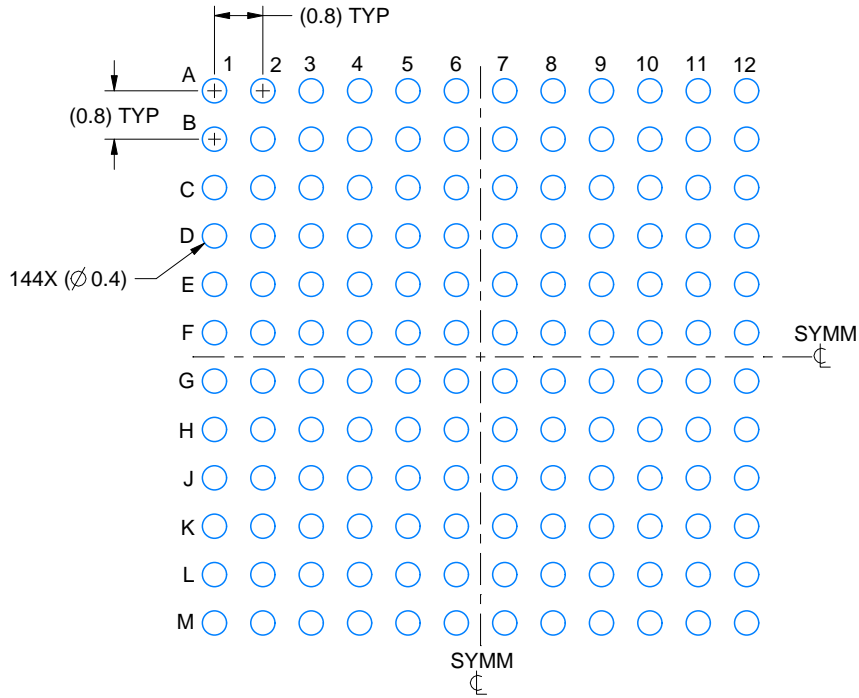 (0.8) TYP
1 2 3 4 5 6 7 8 9 10 11 12
A
(0.8) TYP
B
C
D
144X (∅ 0.4)
E
F
SYMM
℄
G
H
J
K
L
M
SYMM
℄